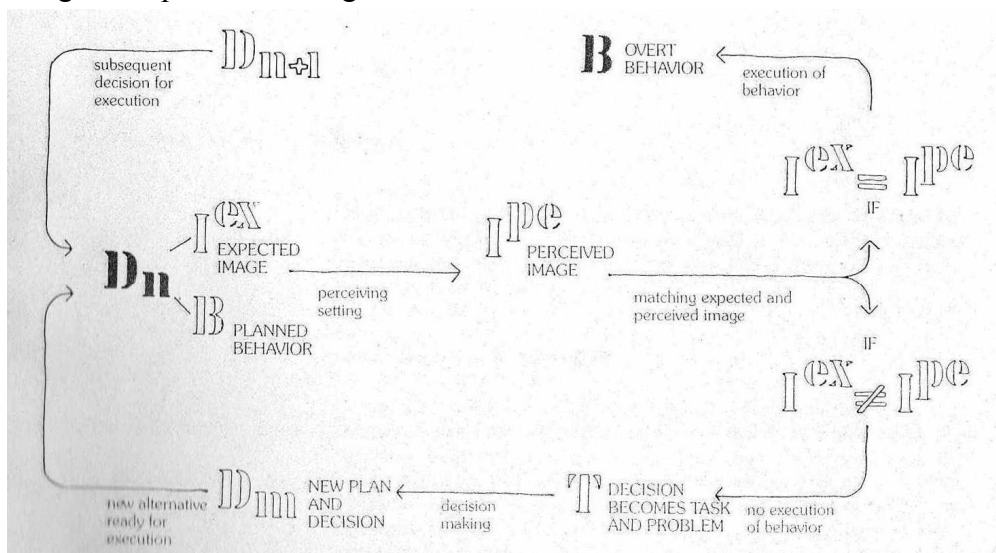 D n+1
subsequent
decision for
execution
B OVERT
BEHAVIOR
execution of
behavior
I ex = I pe
IF
D n
I ex
EXPECTED
IMAGE
B PLANNED
BEHAVIOR
perceiving
setting
I pe
PERCEIVED
IMAGE
matching expected and
perceived image
IF
I ex ≠ I pe
new alternative
ready for
execution
D m NEW PLAN
AND
DECISION
decision
making
T DECISION
BECOMES TASK
AND PROBLEM
no execution
of behavior